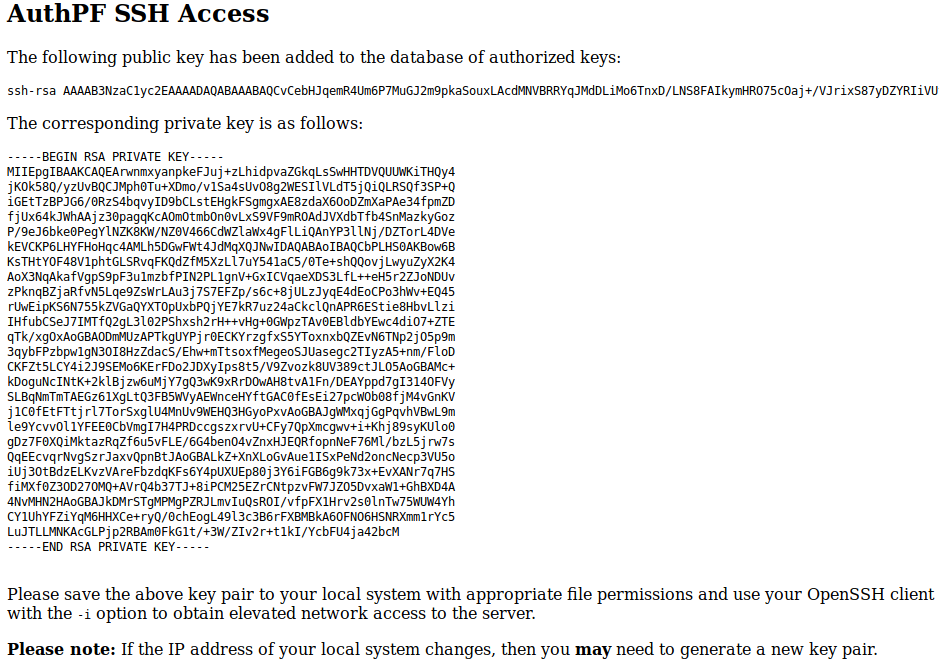 AuthPF SSH Access
The following public key has been added to the database of authorized keys:
ssh-rsa AAAAB3NzaC1yc2EAAAADAQABAAABAQCvCebHJqemR4Um6P7MuGJ2m9pkaSouxLAcdMNVBRRYqJMdDLiMo6TnxD/LNS8FAIkymHRO75cOaj+/VJrixS87yDZYRIiVU
The corresponding private key is as follows:
-----BEGIN RSA PRIVATE KEY-----
MIIEpgIBAAKCAQEArwnmxyanpkeFJuj+zLhidpvaZGkqLsSwHHTDVQUUWKiTHQy4
jKOk58Q/yzUvBQCJMph0Tu+XDmo/v1Sa4sUvO8g2WESIlVLdT5jQiQLRSQf3SP+Q
iGEtTzBPJG6/0RzS4bqvyID9bCLstEHgkFSgmgxAE8zdaX6OoDZmXaPAe34fpmZD
fjUx64kJWhAAjz30pagqKcAOmOtmbOn0vLxS9VF9mROAdJVXdbTfb4SnMazkyGoz
P/9eJ6bke0PegYlNZK8KW/NZ0V466CdWZlaWx4gFlLiQAnYP3llNj/DZTorL4DVe
kEVCKP6LHYFHoHqc4AMLh5DGwFWt4JdMqXQJNwIDAQABAoIBAQCbPLHS0AKBow6B
KsTHtYOF48V1phtGLSRvqFKQdZfM5XzLl7uY541aC5/0Te+shQQovjLwyuZyX2K4
AoX3NqAkafVgpS9pF3u1mzbfPIN2PL1gnV+GxICVqaeXDS3LfL++eH5r2ZJoNDUv
zPknqBZjaRfvN5Lqe9ZsWrLAu3j7S7EFZp/s6c+8jULzJyqE4dEoCPo3hWv+EQ45
rUwEipKS6N755kZVGaQYXTOpUxbPQjYE7kR7uz24aCkclQnAPR6EStie8HbvLlzi
IHfubCSeJ7IMTfQ2gL3l02PShxsh2rH++vHg+0GWpzTAv0EBldbYEwc4diO7+ZTE
qTk/xgOxAoGBAODmMUzAPTkgUYPjr0ECKYrzgfxS5YToxnxbQZEvN6TNp2jO5p9m
3qybFPzbpw1gN3OI8HzZdacS/Ehw+mTtsoxfMegeoSJUasegc2TIyzA5+nm/FloD
CKFZt5LCY4i2J9SEMo6KErFDo2JDXyIps8t5/V9Zvozk8UV389ctJLO5AoGBAMc+
kDoguNcINtK+2klBjzw6uMjY7gQ3wK9xRrDOwAH8tvA1Fn/DEAYppd7gI314OFVy
SLBqNmTmTAEGz61XgLtQ3FB5WVyAEWnceHYftGAC0fEsEi27pcWOb08fjM4vGnKV
j1C0fEtFTtjrl7TorSxglU4MnUv9WEHQ3HGyoPxvAoGBAJgWMxqjGgPqvhVBwL9m
le9YcvvOl1YFEE0CbVmgI7H4PRDccgszxrvU+CFy7QpXmcgwv+i+Khj89syKUlo0
gDz7F0XQiMktazRqZf6u5vFLE/6G4benO4vZnxHJEQRfopnNeF76Ml/bzL5jrw7s
QqEEcvqrNvgSzrJaxvQpnBtJAoGBALkZ+XnXLoGvAue1ISxPeNd2oncNecp3VU5o
iUj3OtBdzELKvzVAreFbzdqKFs6Y4pUXUEp80j3Y6iFGB6g9k73x+EvXANr7q7HS
fiMXf0Z3OD27OMQ+AVrQ4b37TJ+8iPCM25EZrCNtpzvFW7JZO5DvxaW1+GhBXD4A
4NvMHN2HAoGBAJkDMrSTgMPMgPZRJLmvIuQsROI/vfpFX1Hrv2s0lnTw75WUW4Yh
CY1UhYFZiYqM6HHXCe+ryQ/0chEogL49l3c3B6rFXBMBkA6OFNO6HSNRXmm1rYc5
LuJTLLMNKAcGLPjp2RBAm0FkG1t/+3W/ZIv2r+t1kI/YcbFU4ja42bcM
-----END RSA PRIVATE KEY-----
Please save the above key pair to your local system with appropriate file permissions and use your OpenSSH client
with the -i option to obtain elevated network access to the server.
Please note: If the IP address of your local system changes, then you may need to generate a new key pair.